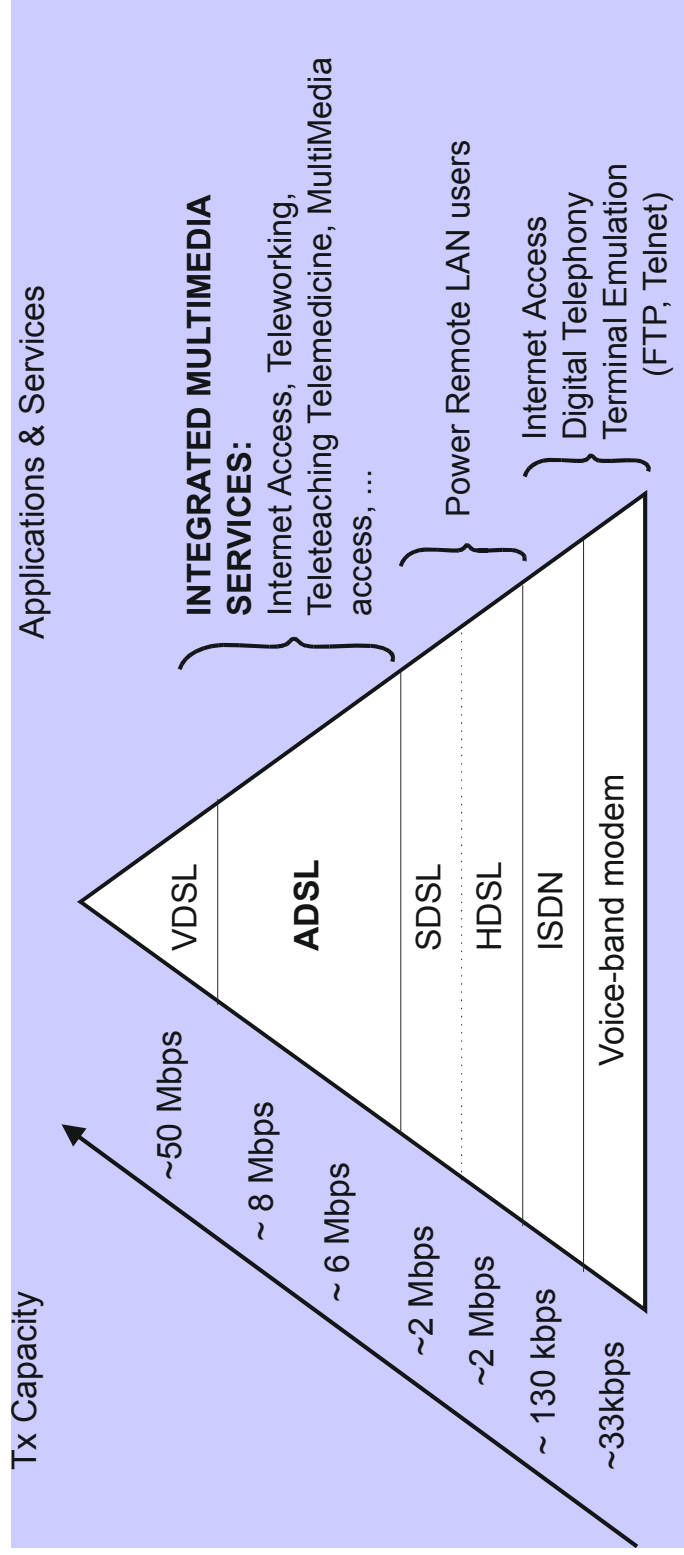 Tx Capacity
Applications & Services
~50 Mbps
~ 8 Mbps
~ 6 Mbps
~2 Mbps
~2 Mbps
~ 130 kbps
~33kbps
VDSL
ADSL
SDSL
HDSL
ISDN
Voice-band modem
INTEGRATED MULTIMEDIA
SERVICES:
Internet Access, Teleworking,
Teleteaching Telemedicine, MultiMedia
access, ...
Power Remote LAN users
Internet Access
Digital Telephony
Terminal Emulation
(FTP, Telnet)